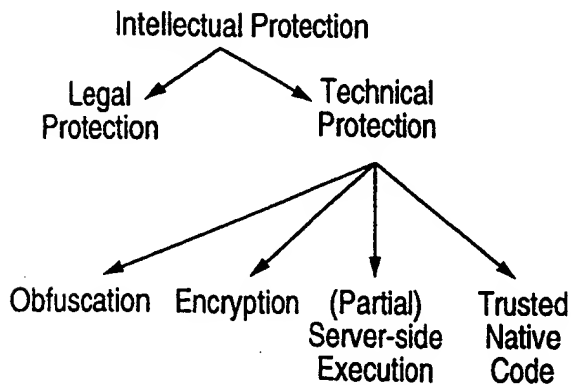 Intellectual Protection
Legal
Protection
Technical
Protection
Obfuscation
Encryption
(Partial)
Server-side
Execution
Trusted
Native
Code